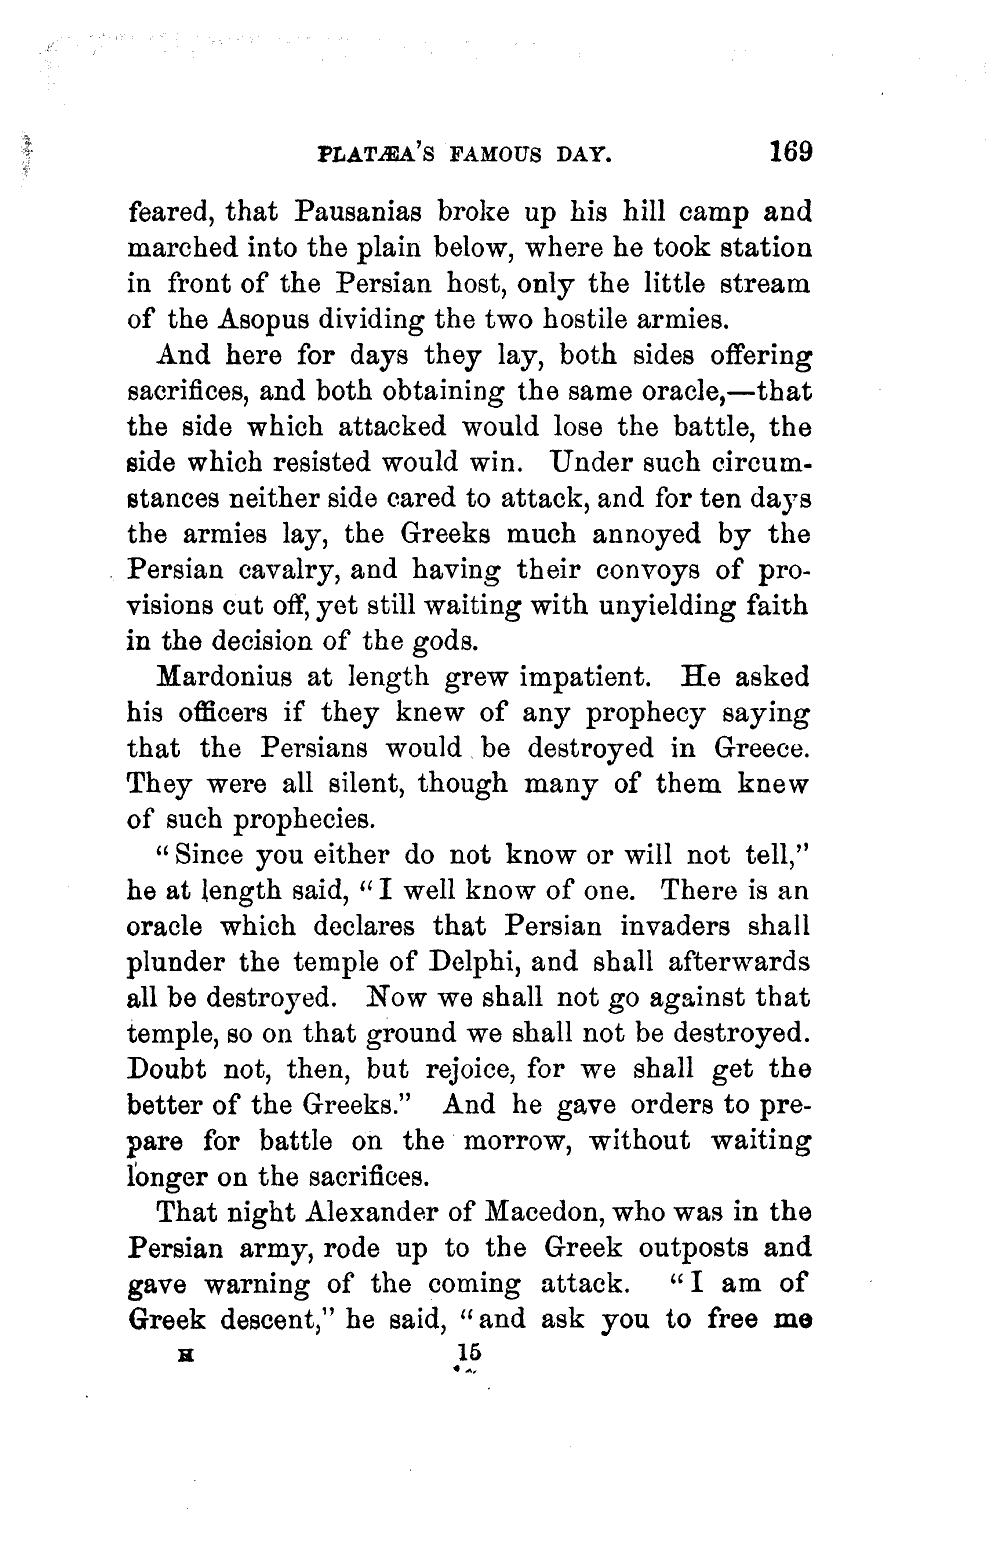 PLATÆA'S FAMOUS DAY. 169
feared, that Pausanias broke up his hill camp and
marched into the plain below, where he took station
in front of the Persian host, only the little stream
of the Asopus dividing the two hostile armies.
And here for days they lay, both sides offering
sacrifices, and both obtaining the same oracle,—that
the side which attacked would lose the battle, the
side which resisted would win. Under such circum-
stances neither side cared to attack, and for ten days
the armies lay, the Greeks much annoyed by the
Persian cavalry, and having their convoys of pro-
visions cut off, yet still waiting with unyielding faith
in the decision of the gods.
Mardonius at length grew impatient. He asked
his officers if they knew of any prophecy saying
that the Persians would be destroyed in Greece.
They were all silent, though many of them knew
of such prophecies.
“Since you either do not know or will not tell,”
he at length said, “I well know of one. There is an
oracle which declares that Persian invaders shall
plunder the temple of Delphi, and shall afterwards
all be destroyed. Now we shall not go against that
temple, so on that ground we shall not be destroyed.
Doubt not, then, but rejoice, for we shall get the
better of the Greeks.” And he gave orders to pre-
pare for battle on the morrow, without waiting
longer on the sacrifices.
That night Alexander of Macedon, who was in the
Persian army, rode up to the Greek outposts and
gave warning of the coming attack. “I am of
Greek descent,” he said, “and ask you to free me
H 15